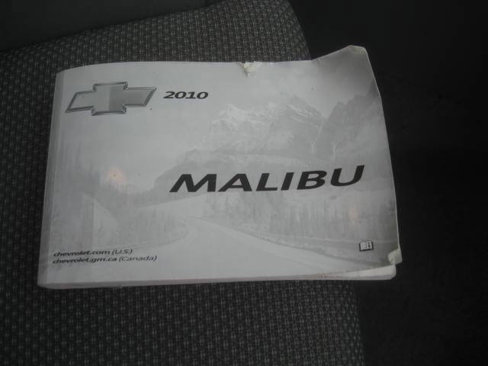 2010
MALIBU
chevrolet.com (U.S.)
chevrolet.gm.ca (Canada)